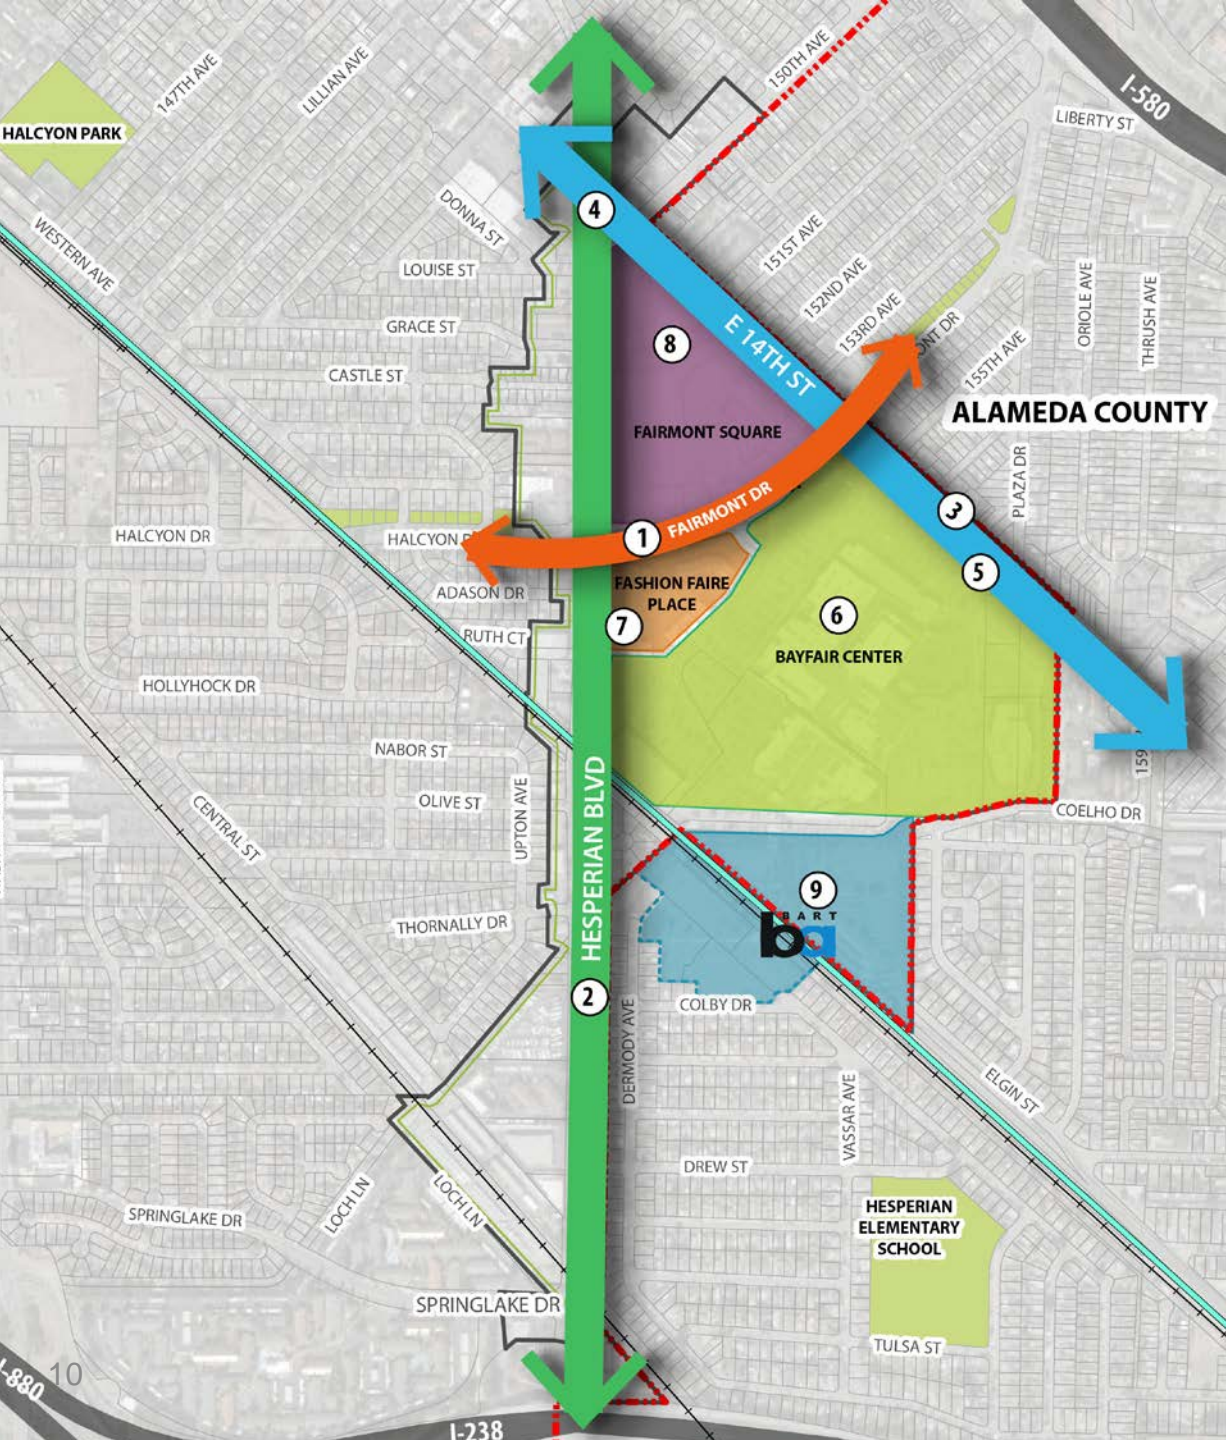 147TH AVE
LILLIAN AVE
150TH AVE
I-580
LIBERTY ST
HALCYON PARK
4
DONNA ST
WESTERN AVE
LOUISE ST
151ST AVE
152ND AVE
153RD AVE
ORIOLE AVE
THRUSH AVE
GRACE ST
8
E 14TH ST
ONT DR
155TH AVE
CASTLE ST
ALAMEDA COUNTY
FAIRMONT SQUARE
PLAZA DR
3
FAIRMONT DR
HALCYON DR
HALCYON D
1
5
FASHION FAIRE
PLACE
ADASON DR
7
6
RUTH CT
BAYFAIR CENTER
HOLLYHOCK DR
NABOR ST
159
OLIVE ST
UPTON AVE
CENTRAL ST
HESPERIAN BLVD
COELHO DR
9
BART
ba
THORNALLY DR
2
COLBY DR
DERMODY AVE
ELGIN ST
VASSAR AVE
DREW ST
LOCH LN
LOCH LN
SPRINGLAKE DR
HESPERIAN
ELEMENTARY
SCHOOL
SPRINGLAKE DR
TULSA ST
I-880
10
I-238